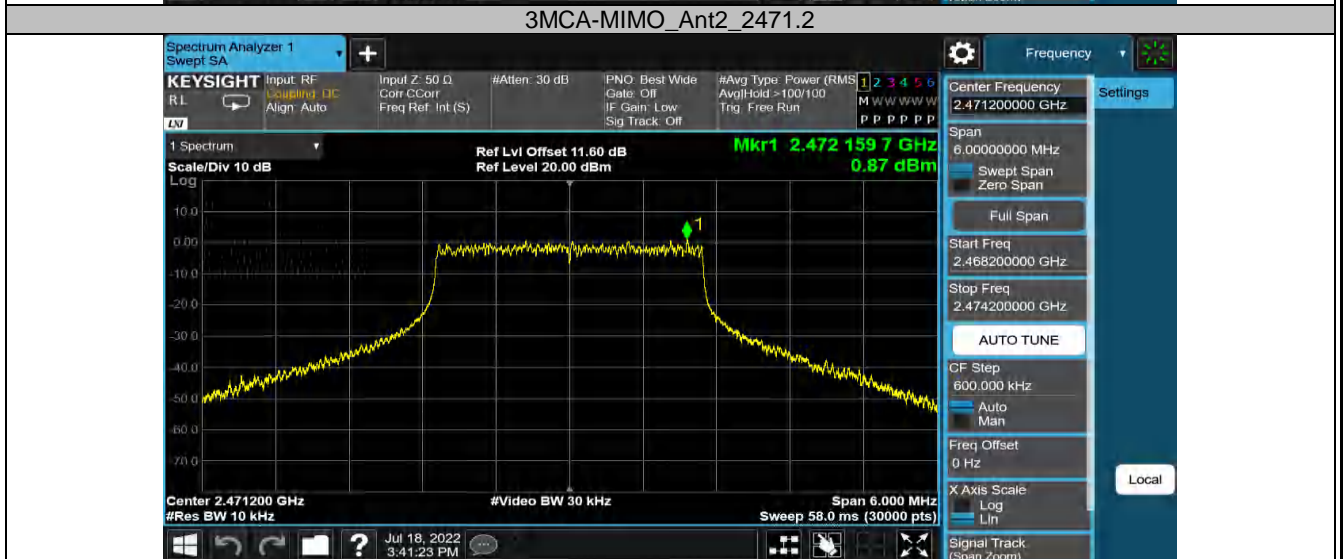 3MCA-MIMO_Ant2_2471.2
Spectrum Analyzer 1
Swept SA
+
Frequency
KEYSIGHT
RL
LXI
Input: RF
Coupling: DC
Align: Auto
Input Z: 50 Ω
Corr CCorr
Freq Ref: Int (S)
#Atten: 30 dB
PNO: Best Wide
Gate: Off
IF Gain: Low
Sig Track: Off
#Avg Type: Power (RMS
Avg|Hold >100/100
Trig: Free Run
1 2 3 4 5 6
M W W W W W
P P P P P P
1 Spectrum
Scale/Div 10 dB
Log
Ref Lvl Offset 11.60 dB
Ref Level 20.00 dBm
Mkr1 2.472 159 7 GHz
0.87 dBm
10.0
0.00
-10.0
-20.0
-30.0
-40.0
-50.0
-60.0
-70.0
1
Center 2.471200 GHz
#Res BW 10 kHz
#Video BW 30 kHz
Span 6.000 MHz
Sweep 58.0 ms (30000 pts)
?
Jul 18, 2022
3:41:23 PM
Center Frequency
2.471200000 GHz
Settings
Span
6.00000000 MHz
Swept Span
Zero Span
Full Span
Start Freq
2.468200000 GHz
Stop Freq
2.474200000 GHz
AUTO TUNE
CF Step
600.000 kHz
Auto
Man
Freq Offset
0 Hz
X Axis Scale
Log
Lin
Local
Signal Track
(Span Zoom)